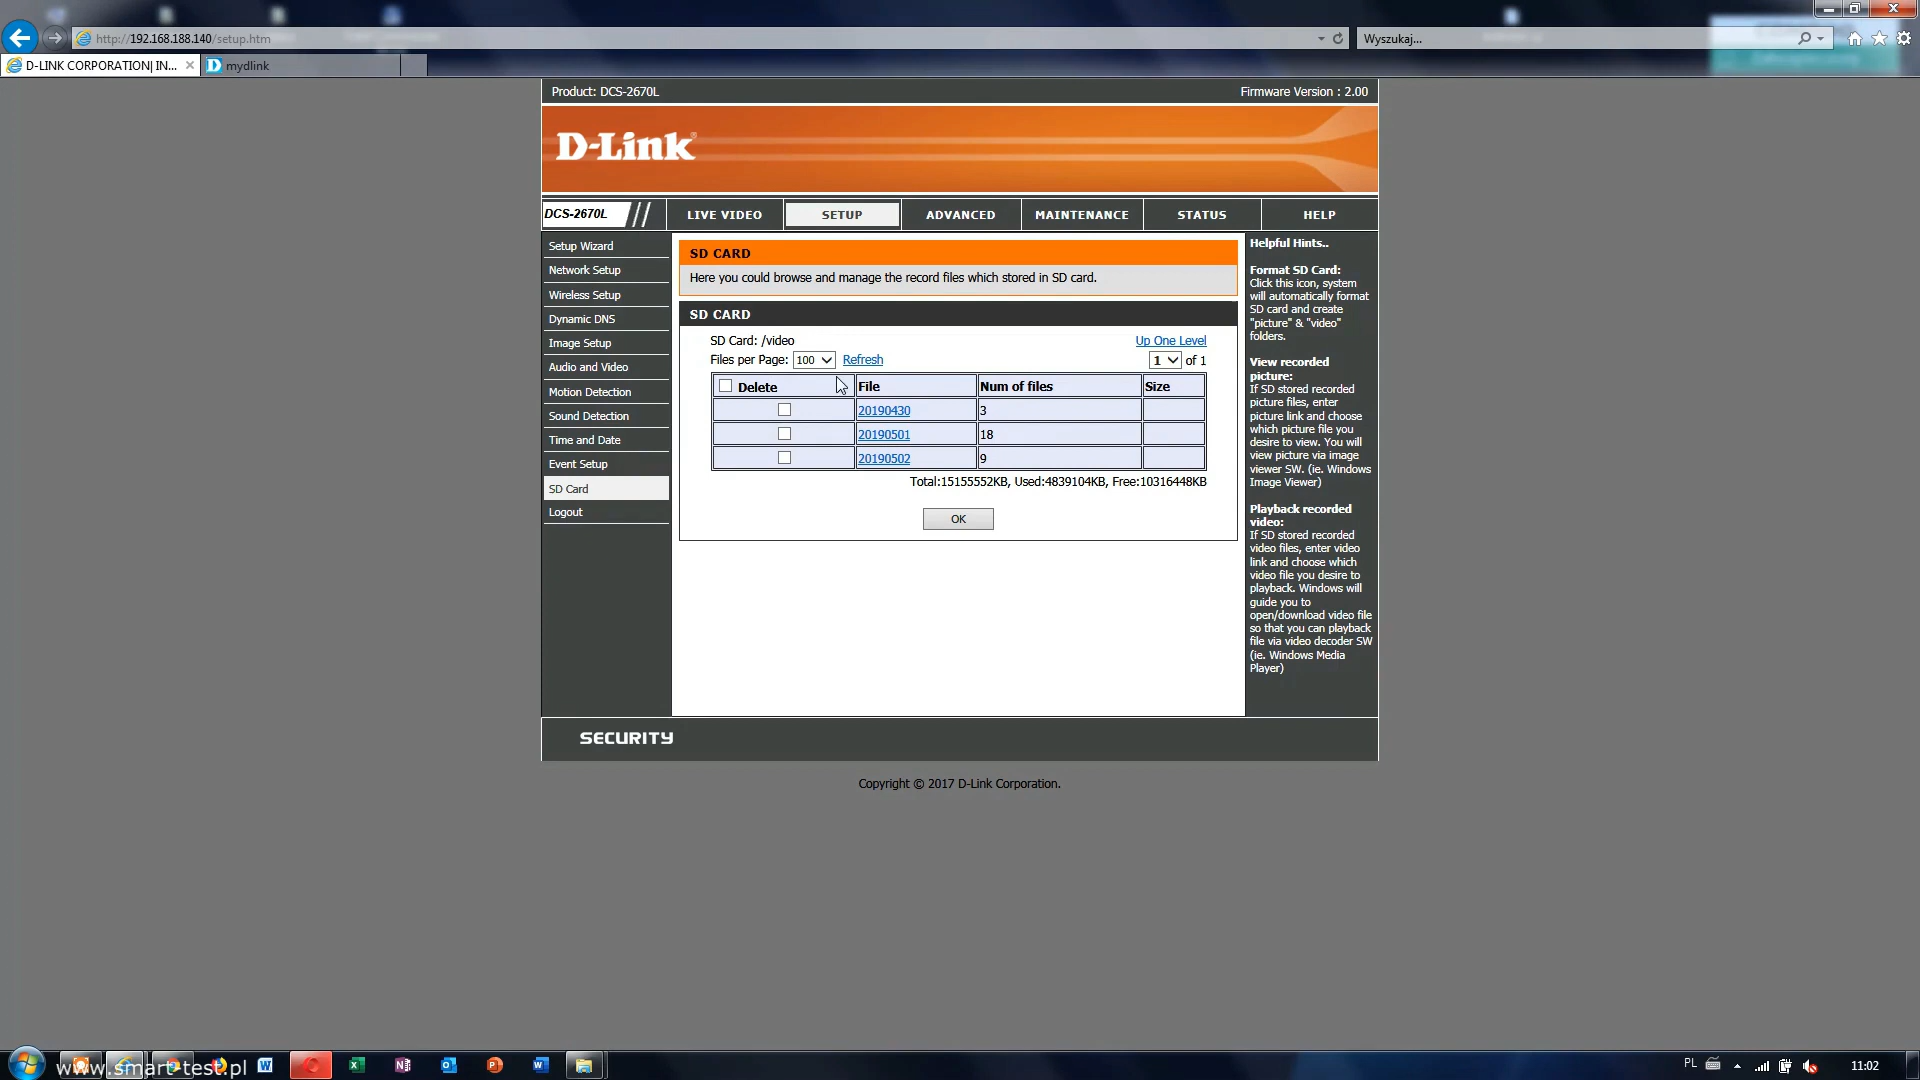 http://192.168.188.140/setup.htm
Wyszukaj...
D-LINK CORPORATION| IN...
mydlink
Product: DCS-2670L
Firmware Version : 2.00
D-Link®
DCS-2670L
LIVE VIDEO
SETUP
ADVANCED
MAINTENANCE
STATUS
HELP
Setup Wizard
Network Setup
Wireless Setup
Dynamic DNS
Image Setup
Audio and Video
Motion Detection
Sound Detection
Time and Date
Event Setup
SD Card
Logout
SD CARD
Here you could browse and manage the record files which stored in SD card.
SD CARD
SD Card: /video
Up One Level
Files per Page: 100 Refresh
1 of 1
Delete File Num of files Size
20190430 3
20190501 18
20190502 9
Total:15155552KB, Used:4839104KB, Free:10316448KB
OK
Helpful Hints..
Format SD Card:
Click this icon, system
will automatically format
SD card and create
"picture" & "video"
folders.
View recorded
picture:
If SD stored recorded
picture files, enter
picture link and choose
which picture file you
desire to view. You will
view picture via image
viewer SW. (ie. Windows
Image Viewer)
Playback recorded
video:
If SD stored recorded
video files, enter video
link and choose which
video file you desire to
playback. Windows will
guide you to
open/download video file
so that you can playback
file via video decoder SW
(ie. Windows Media
Player)
SECURITY
Copyright © 2017 D-Link Corporation.
www.smart-test.pl
PL
11:02